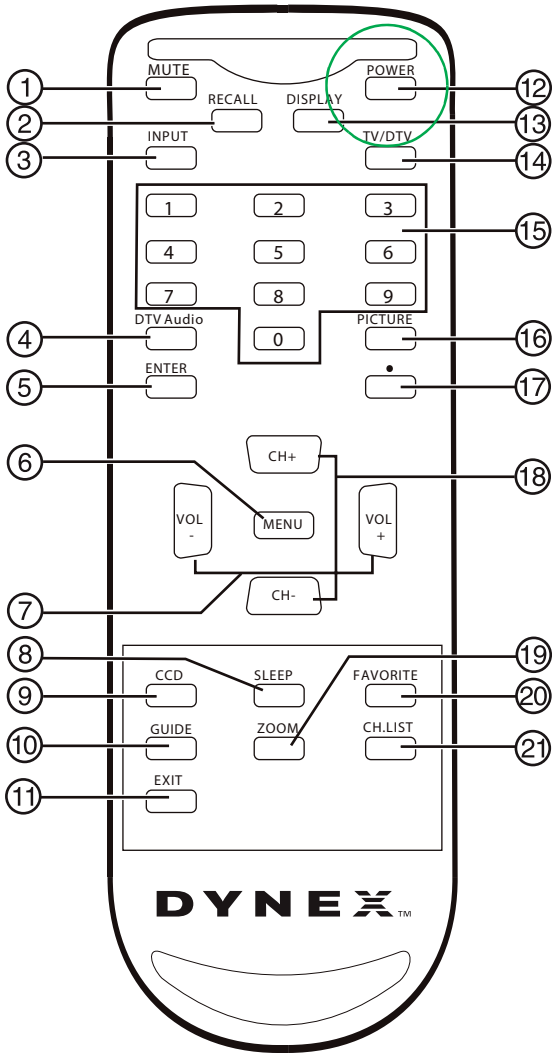 MUTE POWER
1 12
RECALL DISPLAY
2 13
INPUT TV/DTV
3 14
1 2 3
15
4 5 6
7 8 9
DTV Audio PICTURE
4 0 16
ENTER •
5 17
6 CH+ 18
VOL - MENU VOL +
7 CH-
8 19
CCD SLEEP FAVORITE
9 20
GUIDE ZOOM CH.LIST
10 21
EXIT
11
DYNEX™